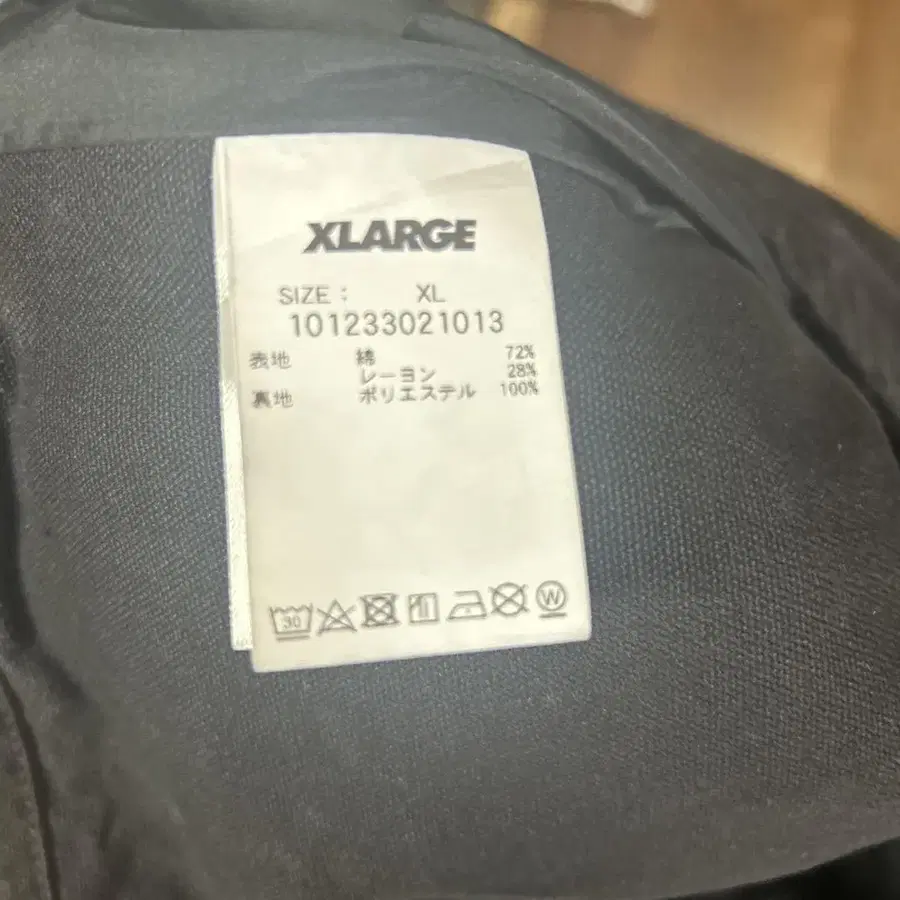 XLARGE
SIZE : XL
101233021013
表地 綿 72%
レーヨン 28%
裏地 ポリエステル 100%
30 W